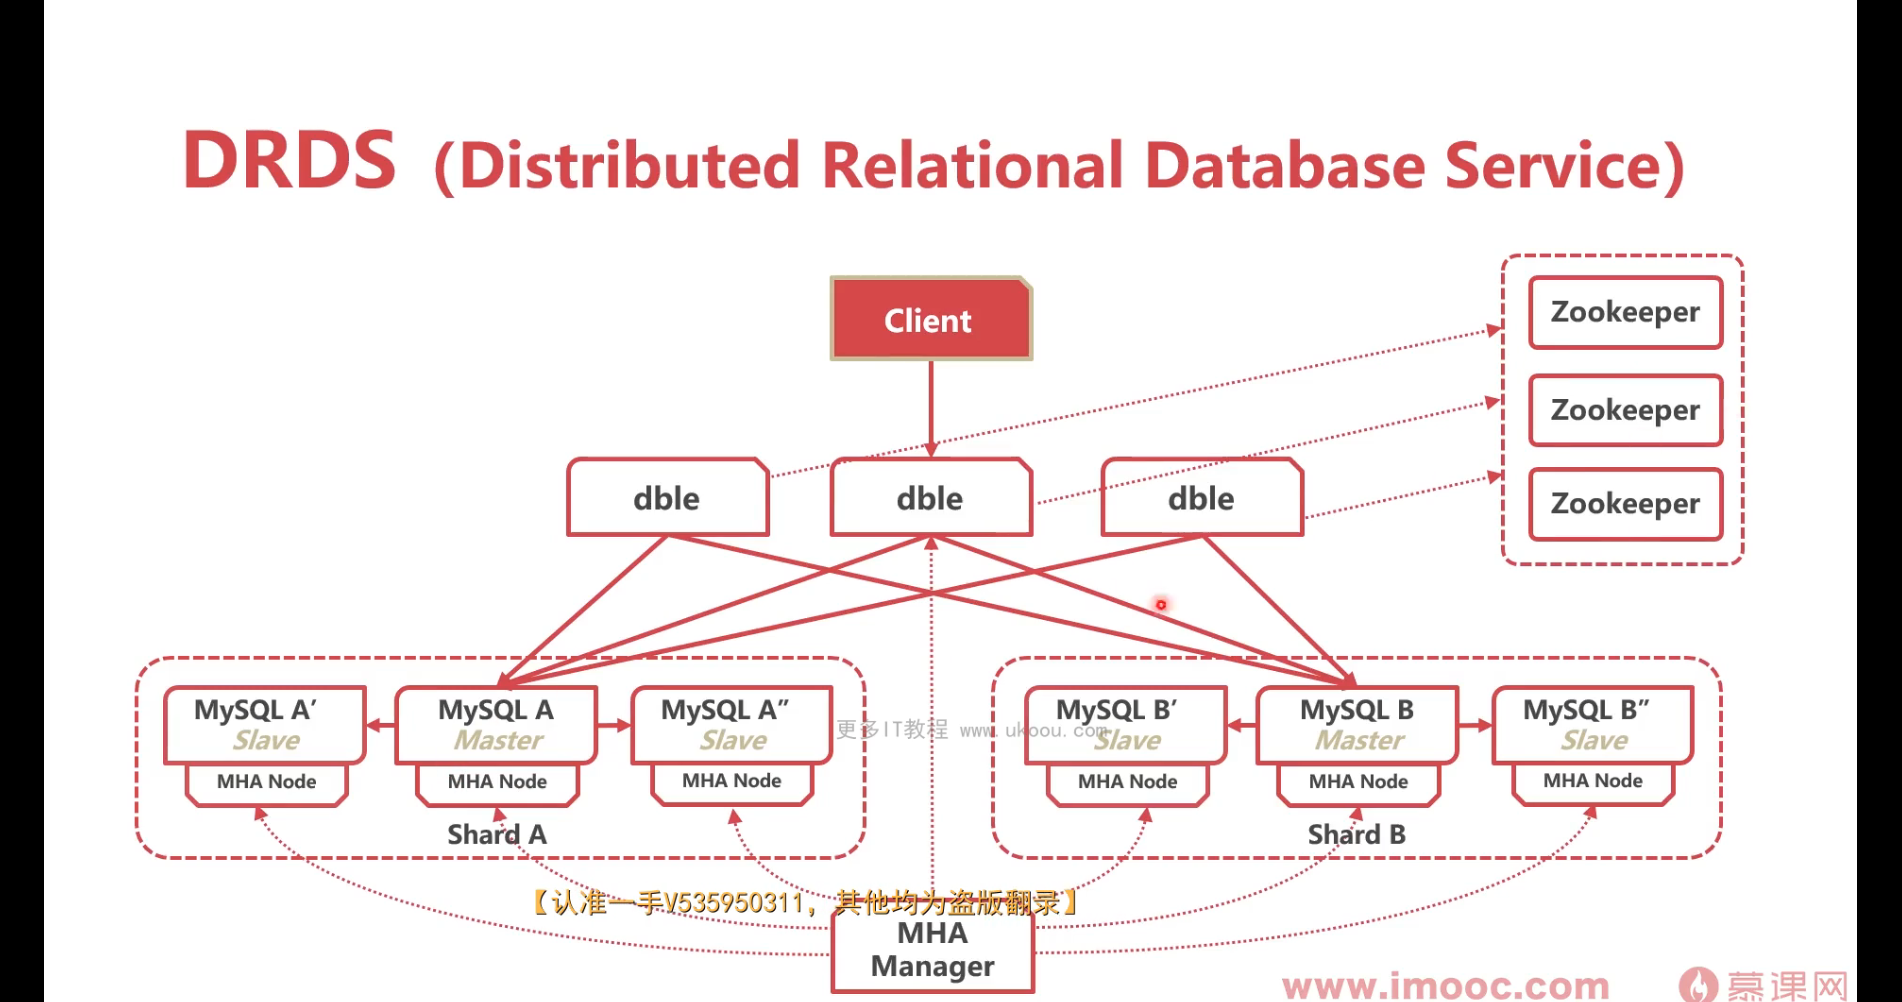 DRDS（Distributed Relational Database Service）
Client
Zookeeper
Zookeeper
Zookeeper
dble
dble
dble
MySQL A’
Slave
MHA Node
MySQL A
Master
MHA Node
MySQL A”
Slave
MHA Node
Shard A
更多IT教程 www.ukoou.com
MySQL B’
Slave
MHA Node
MySQL B
Master
MHA Node
MySQL B”
Slave
MHA Node
Shard B
【认准一手V535950311，其他均为盗版翻录】
MHA
Manager
www.imooc.com
慕课网